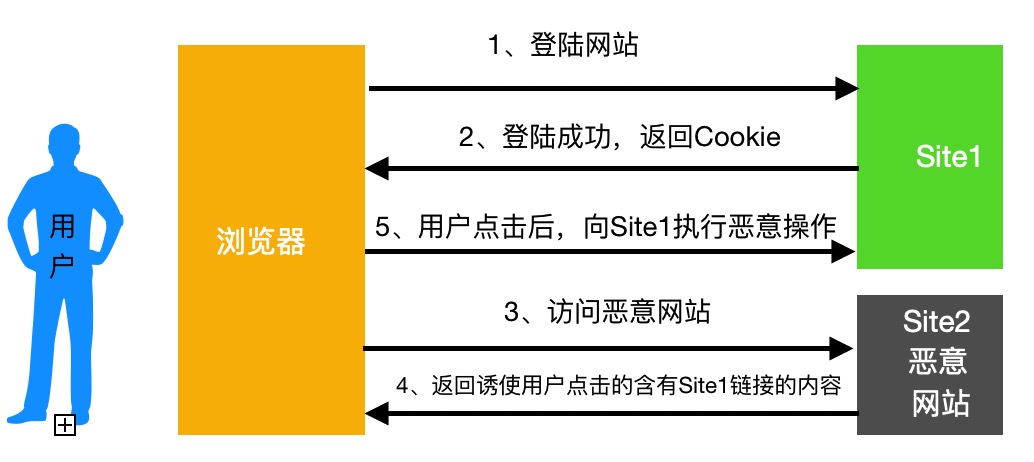 1、登陆网站
2、登陆成功，返回Cookie
Site1
用
户
浏览器
5、用户点击后，向Site1执行恶意操作
3、访问恶意网站
Site2
恶意
网站
4、返回诱使用户点击的含有Site1链接的内容